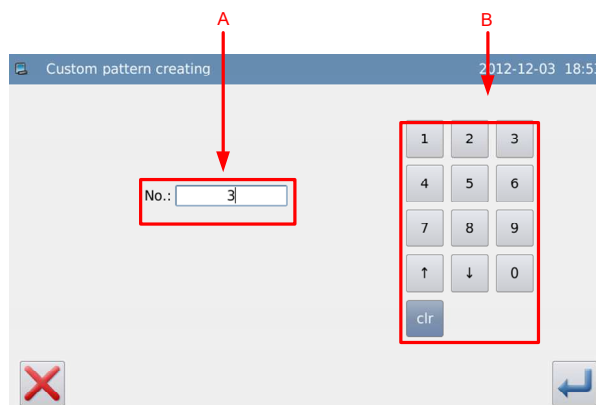 A B
Custom pattern creating 2012-12-03 18:53
1 2 3
No.: 3
4 5 6
7 8 9
↑ ↓ 0
clr